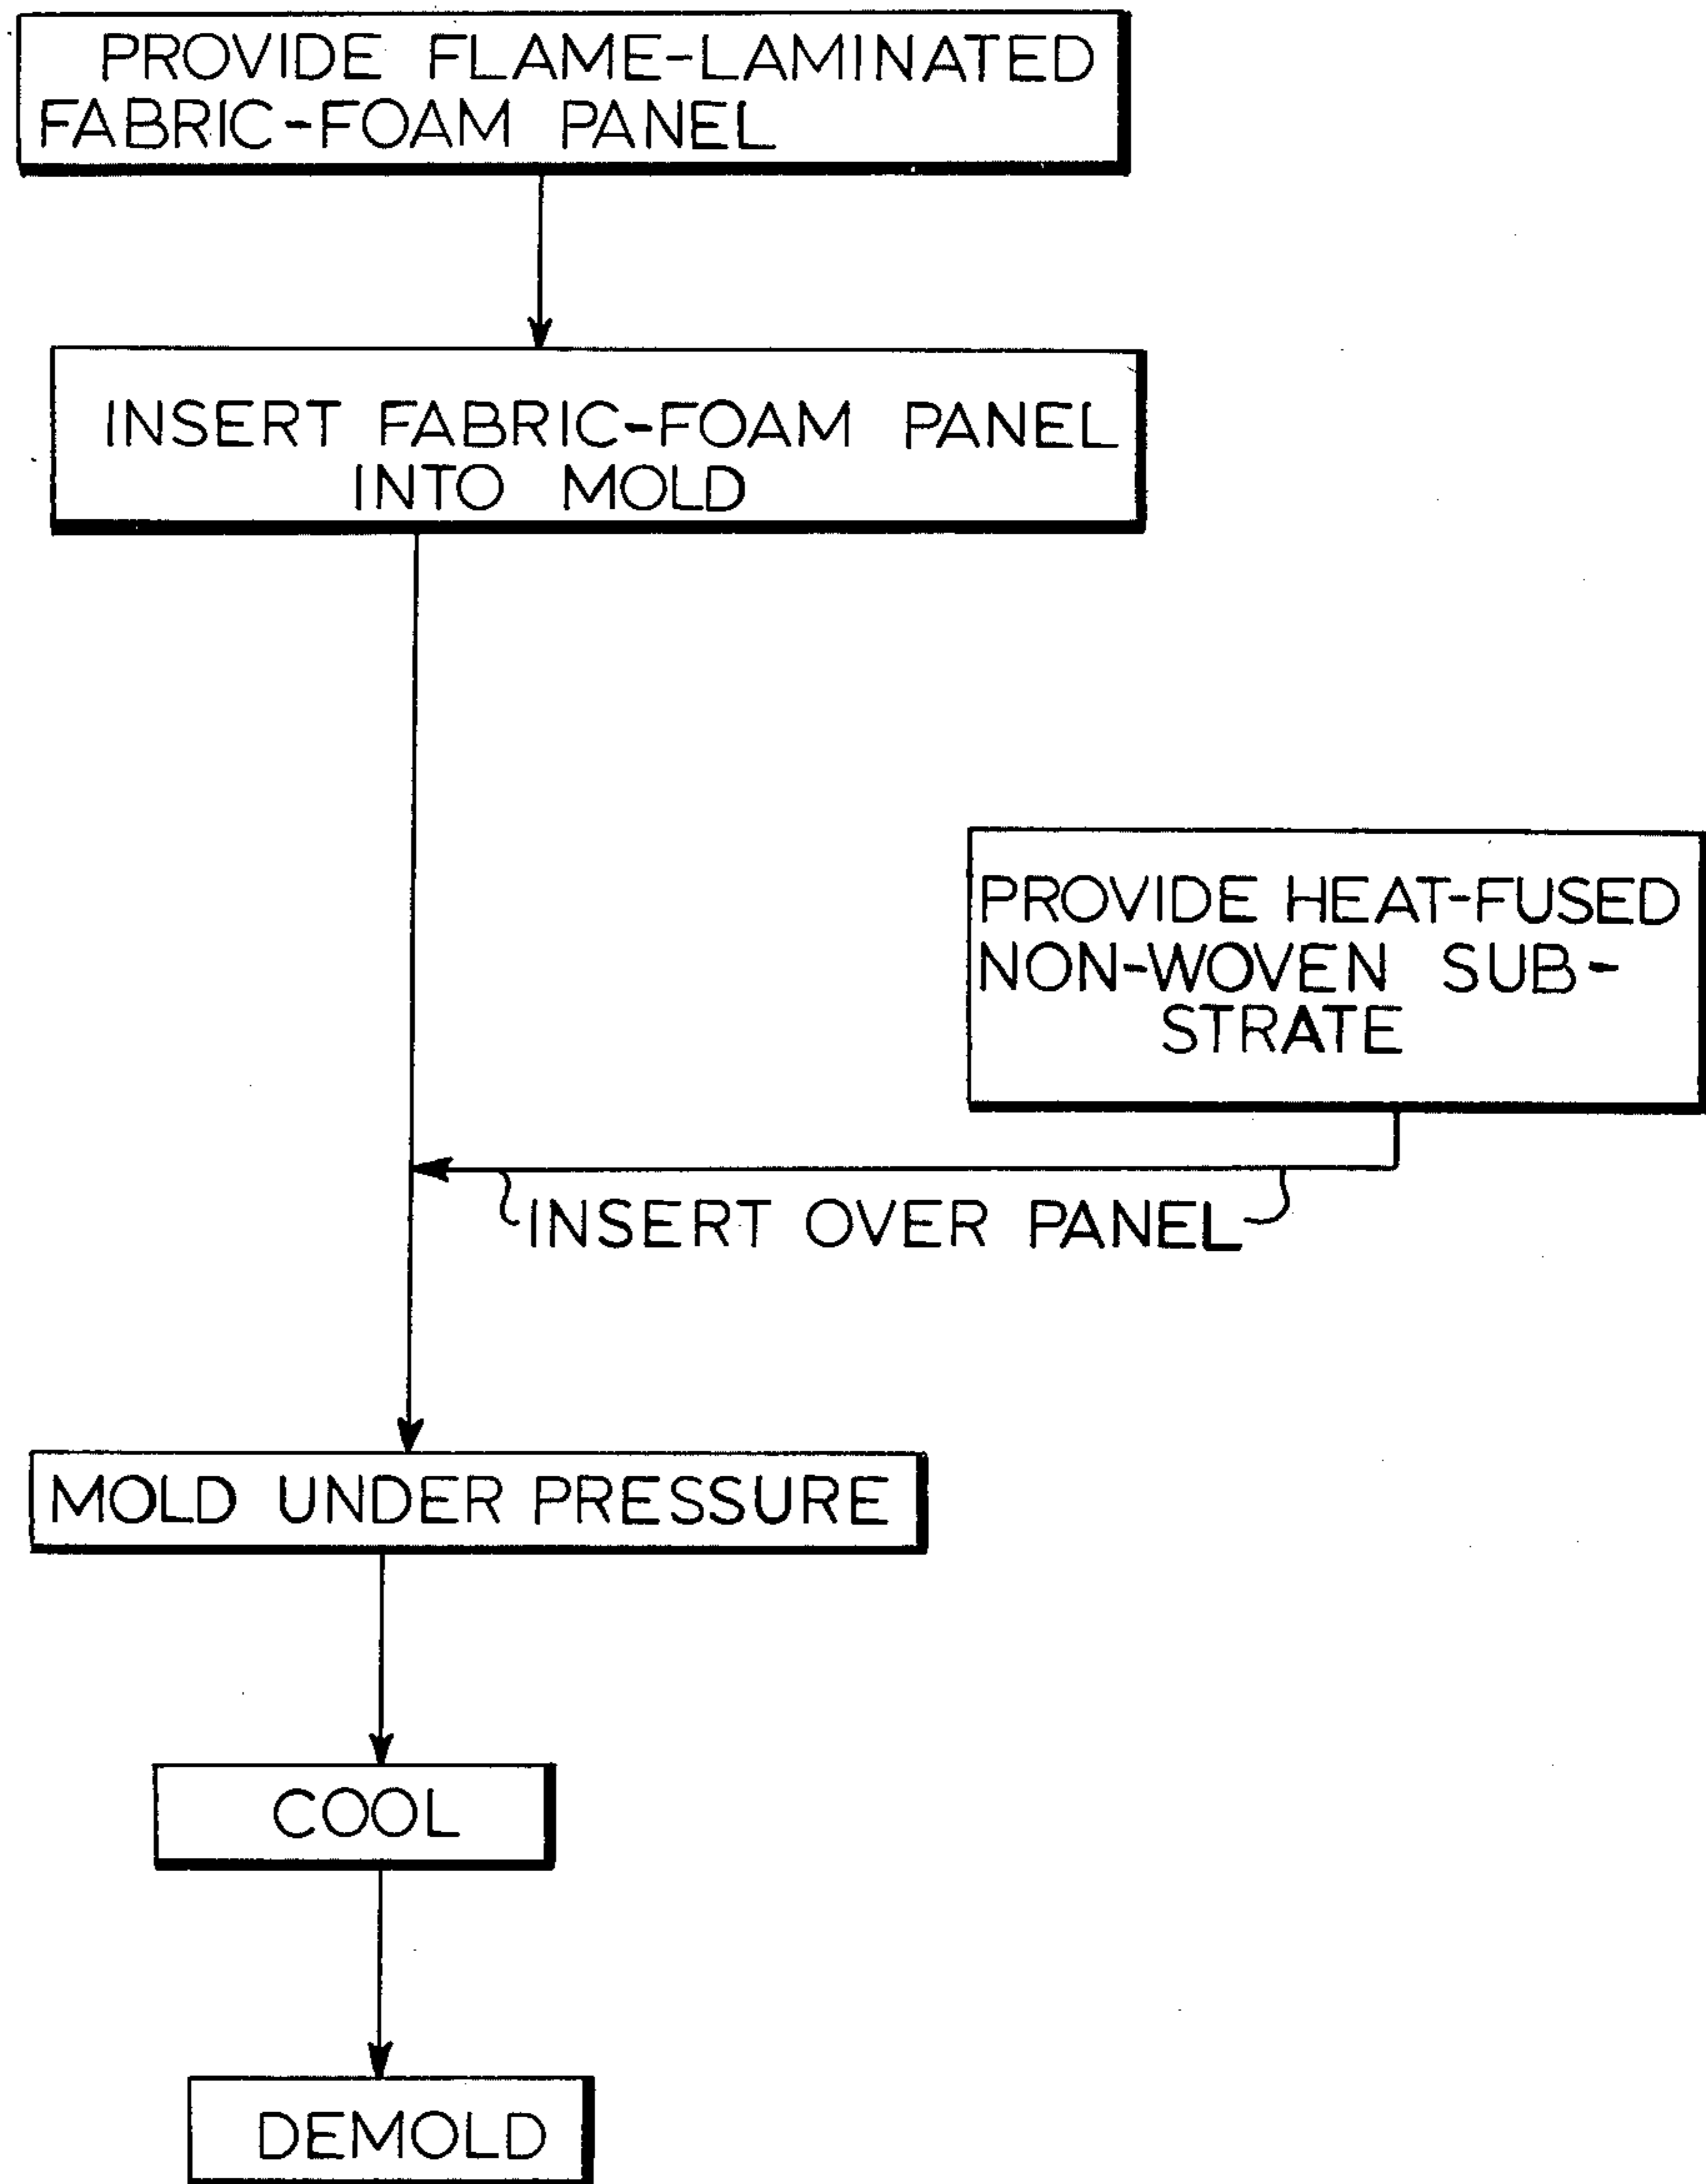 PROVIDE FLAME-LAMINATED
FABRIC-FOAM PANEL
INSERT FABRIC-FOAM PANEL
INTO MOLD
PROVIDE HEAT-FUSED
NON-WOVEN SUB-
STRATE
INSERT OVER PANEL
MOLD UNDER PRESSURE
COOL
DEMOLD